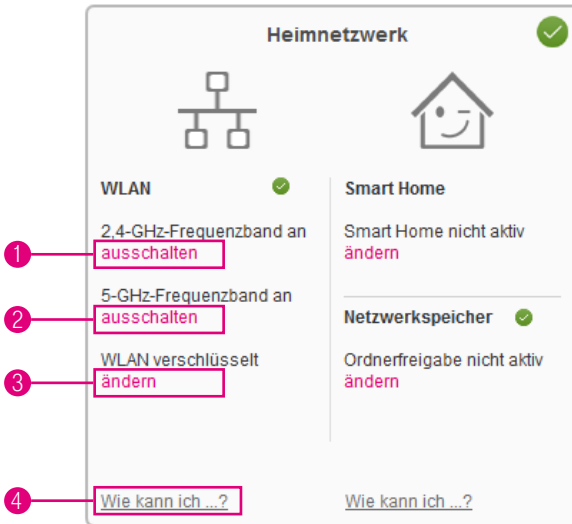 Heimnetzwerk
WLAN
2,4-GHz-Frequenzband an
1 ausschalten
5-GHz-Frequenzband an
2 ausschalten
WLAN verschlüsselt
3 ändern
4 Wie kann ich ...?
Smart Home
Smart Home nicht aktiv
ändern
Netzwerkspeicher
Ordnerfreigabe nicht aktiv
ändern
Wie kann ich ...?